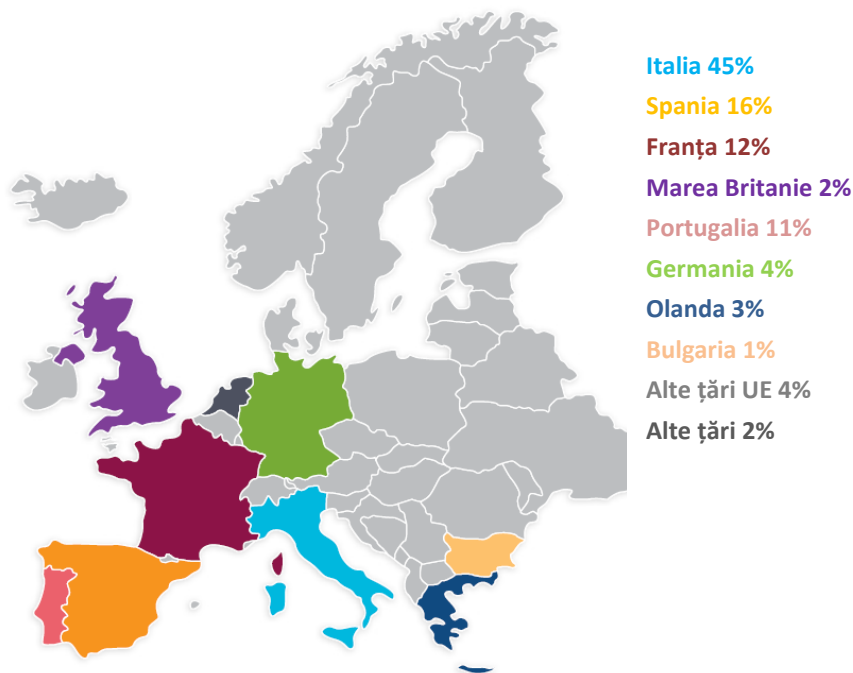 Italia 45%
Spania 16%
Franța 12%
Marea Britanie 2%
Portugalia 11%
Germania 4%
Olanda 3%
Bulgaria 1%
Alte țări UE 4%
Alte țări 2%